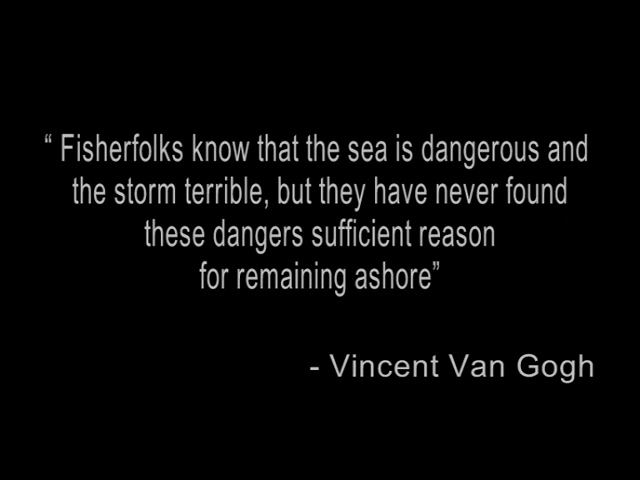 “ Fisherfolks know that the sea is dangerous and
the storm terrible, but they have never found
these dangers sufficient reason
for remaining ashore”
- Vincent Van Gogh